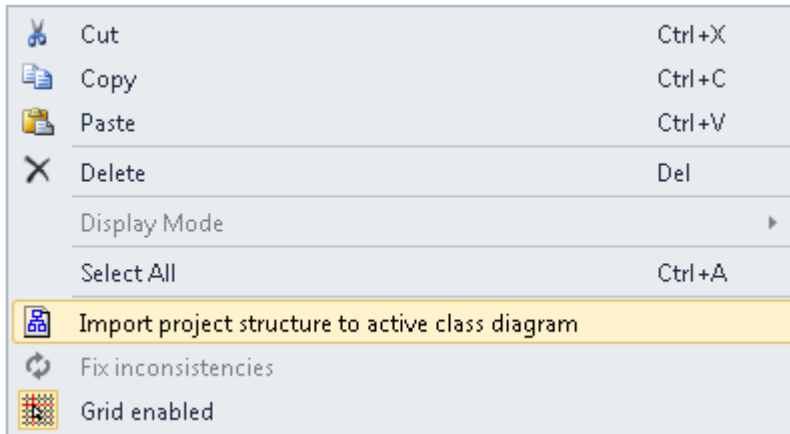 Cut Ctrl+X
Copy Ctrl+C
Paste Ctrl+V
Delete Del
Display Mode
Select All Ctrl+A
Import project structure to active class diagram
Fix inconsistencies
Grid enabled